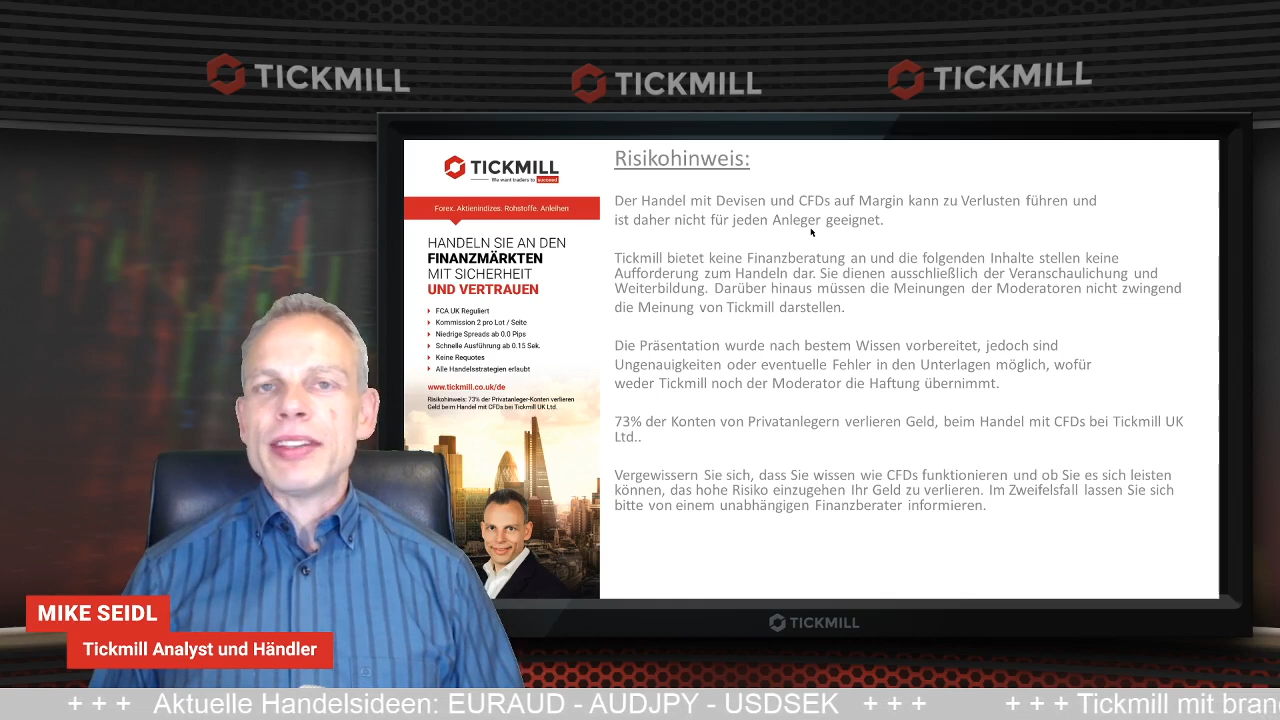 TICKMILL
TICKMILL
TICKMILL
TICKMILL
We want traders to succeed
Forex. Aktienindizes. Rohstoffe. Anleihen
HANDELN SIE AN DEN
FINANZMÄRKTEN
MIT SICHERHEIT
UND VERTRAUEN
FCA UK Reguliert
Kommission 2 pro Lot / Seite
Niedrige Spreads ab 0.0 Pips
Schnelle Ausführung ab 0.15 Sek.
Keine Requotes
Alle Handelsstrategien erlaubt
www.tickmill.co.uk/de
Risikohinweis: 73% der Privatanleger-Konten verlieren
Geld beim Handel mit CFDs bei Tickmill UK Ltd.
Risikohinweis:
Der Handel mit Devisen und CFDs auf Margin kann zu Verlusten führen und
ist daher nicht für jeden Anleger geeignet.
Tickmill bietet keine Finanzberatung an und die folgenden Inhalte stellen keine
Aufforderung zum Handeln dar. Sie dienen ausschließlich der Veranschaulichung und
Weiterbildung. Darüber hinaus müssen die Meinungen der Moderatoren nicht zwingend
die Meinung von Tickmill darstellen.
Die Präsentation wurde nach bestem Wissen vorbereitet, jedoch sind
Ungenauigkeiten oder eventuelle Fehler in den Unterlagen möglich, wofür
weder Tickmill noch der Moderator die Haftung übernimmt.
73% der Konten von Privatanlegern verlieren Geld, beim Handel mit CFDs bei Tickmill UK
Ltd..
Vergewissern Sie sich, dass Sie wissen wie CFDs funktionieren und ob Sie es sich leisten
können, das hohe Risiko einzugehen Ihr Geld zu verlieren. Im Zweifelsfall lassen Sie sich
bitte von einem unabhängigen Finanzberater informieren.
TICKMILL
MIKE SEIDL
Tickmill Analyst und Händler
+ + + Aktuelle Handelsideen: EURAUD - AUDJPY - USDSEK + + + + + + Tickmill mit bran